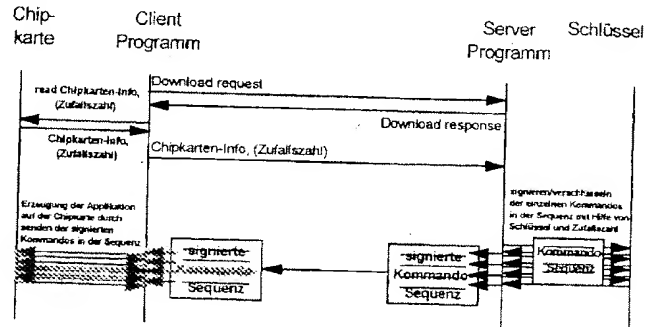 Chip-
karte
Client
Programm
Server
Programm
Schlüssel
Download request
read Chipkarten-Info,
(Zufallszahl)
Download response
Chipkarten-Info,
(Zufallszahl)
Chipkarten-Info, (Zufallszahl)
Erzeugung der Applikation
auf der Chipkarte durch
senden der signierten
Kommandos in der Sequenz
signieren/verschlüsseln
der einzelnen Kommandos
in der Sequenz mit Hilfe von
Schlüssel und Zufallszahl
signierte
Kommando
Sequenz
signierte
Kommando
Sequenz
Kommando
Sequenz